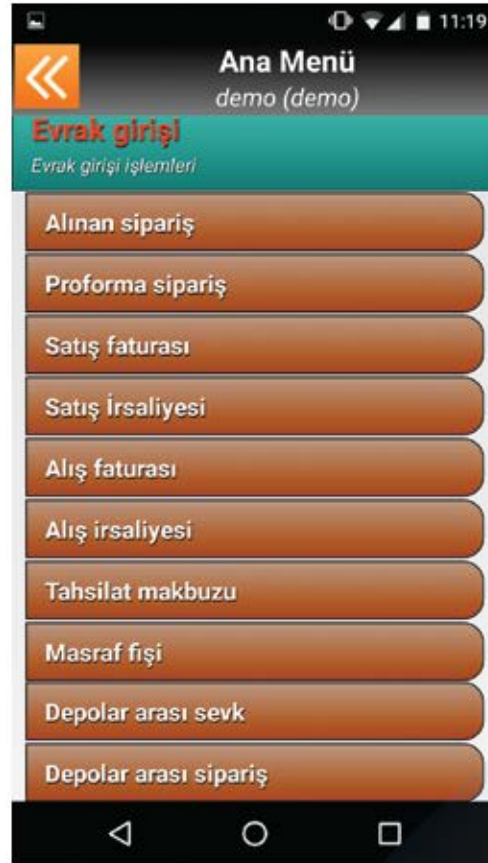 11:19
Ana Menü
demo (demo)
Evrak girişi
Evrak girişi işlemleri
Alınan sipariş
Proforma sipariş
Satış faturası
Satış İrsaliyesi
Alış faturası
Alış irsaliyesi
Tahsilat makbuzu
Masraf fişi
Depolar arası sevk
Depolar arası sipariş